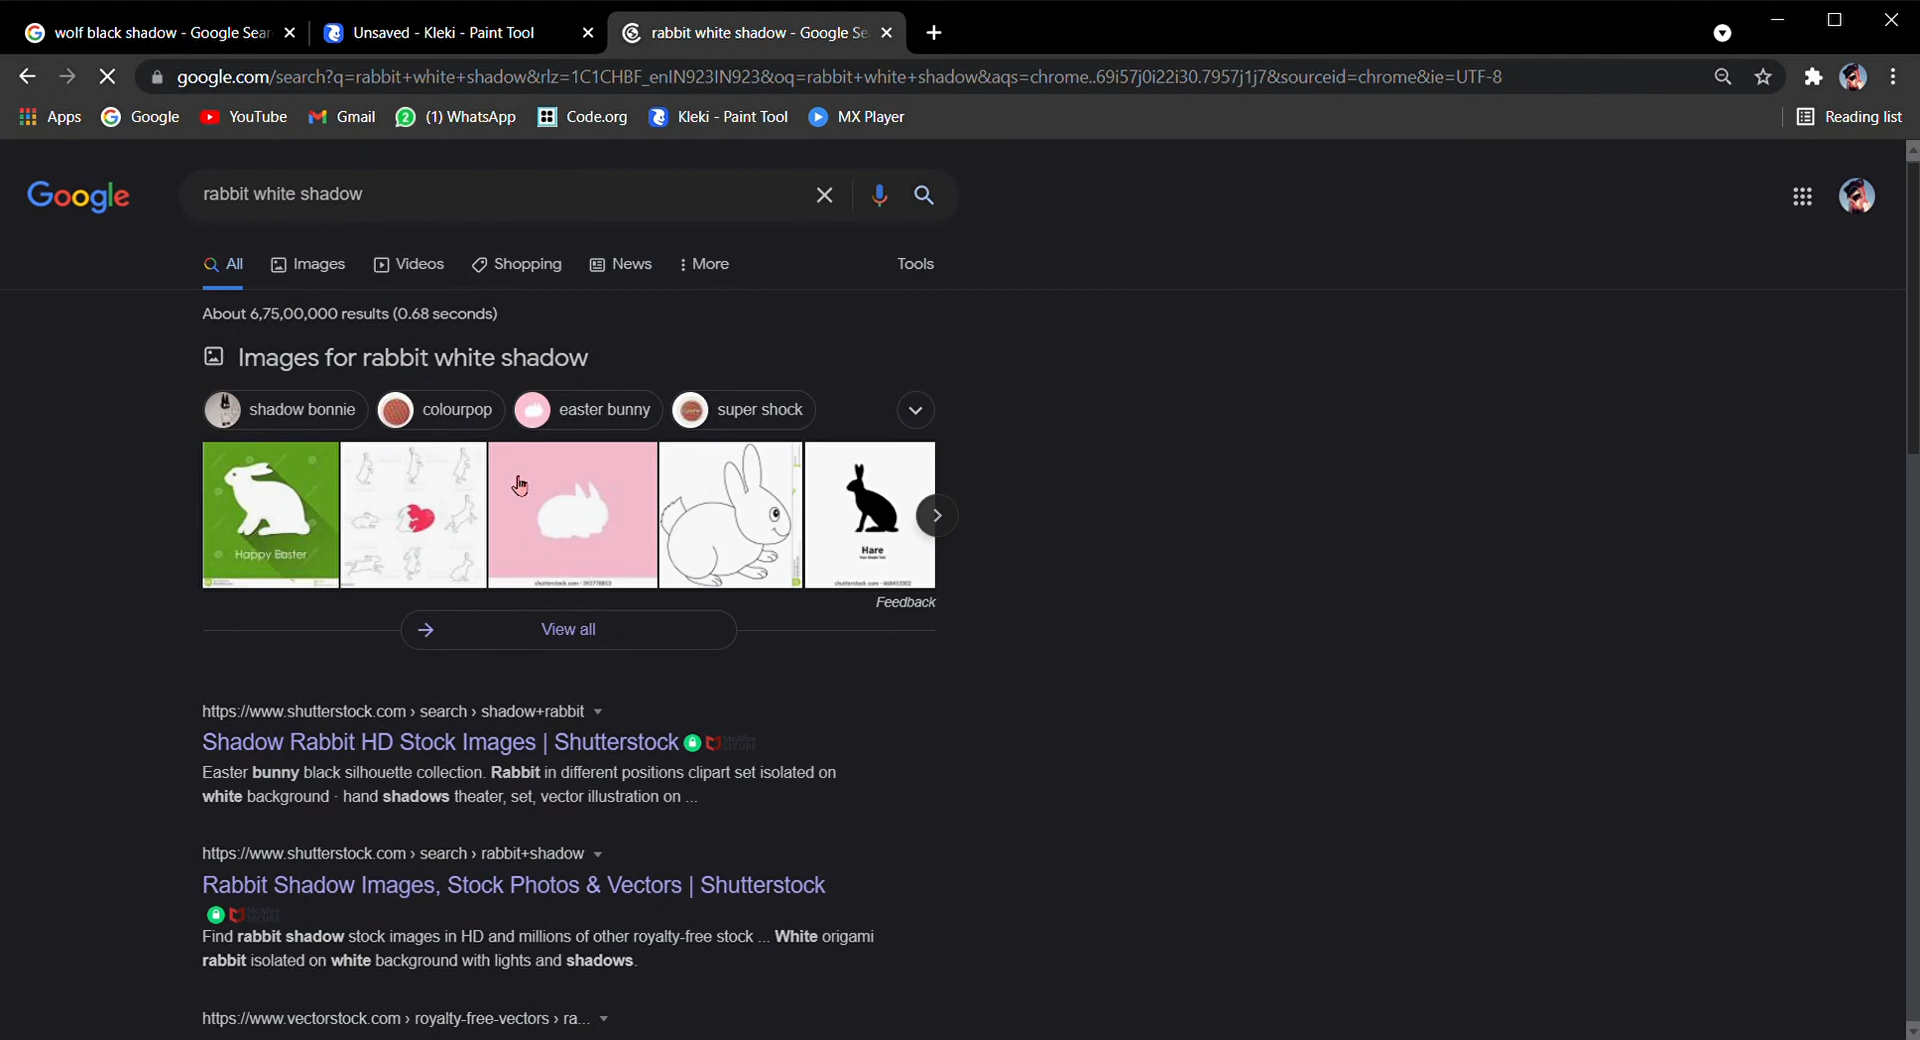 wolf black shadow - Google Sear
Unsaved - Kleki - Paint Tool
rabbit white shadow - Google Se
google.com/search?q=rabbit+white+shadow&rlz=1C1CHBF_enIN923IN923&oq=rabbit+white+shadow&aqs=chrome..69i57j0i22i30.7957j1j7&sourceid=chrome&ie=UTF-8
Apps Google YouTube Gmail (1) WhatsApp Code.org Kleki - Paint Tool MX Player Reading list
Google rabbit white shadow
All Images Videos Shopping News More Tools
About 6,75,00,000 results (0.68 seconds)
Images for rabbit white shadow
shadow bonnie colourpop easter bunny super shock
Happy Easter
Hare
Feedback
View all
https://www.shutterstock.com › search › shadow+rabbit
Shadow Rabbit HD Stock Images | Shutterstock
McAfee SECURE
Easter bunny black silhouette collection. Rabbit in different positions clipart set isolated on
white background · hand shadows theater, set, vector illustration on ...
https://www.shutterstock.com › search › rabbit+shadow
Rabbit Shadow Images, Stock Photos & Vectors | Shutterstock
McAfee SECURE
Find rabbit shadow stock images in HD and millions of other royalty-free stock ... White origami
rabbit isolated on white background with lights and shadows.
https://www.vectorstock.com › royalty-free-vectors › ra...